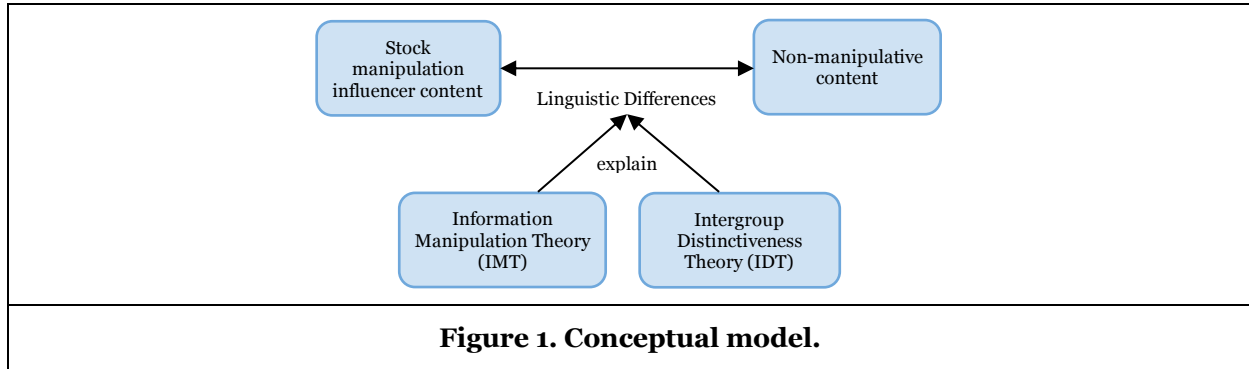 Stock
manipulation
influencer content
Non-manipulative
content
Linguistic Differences
explain
Information
Manipulation Theory
(IMT)
Intergroup
Distinctiveness
Theory (IDT)
Figure 1. Conceptual model.